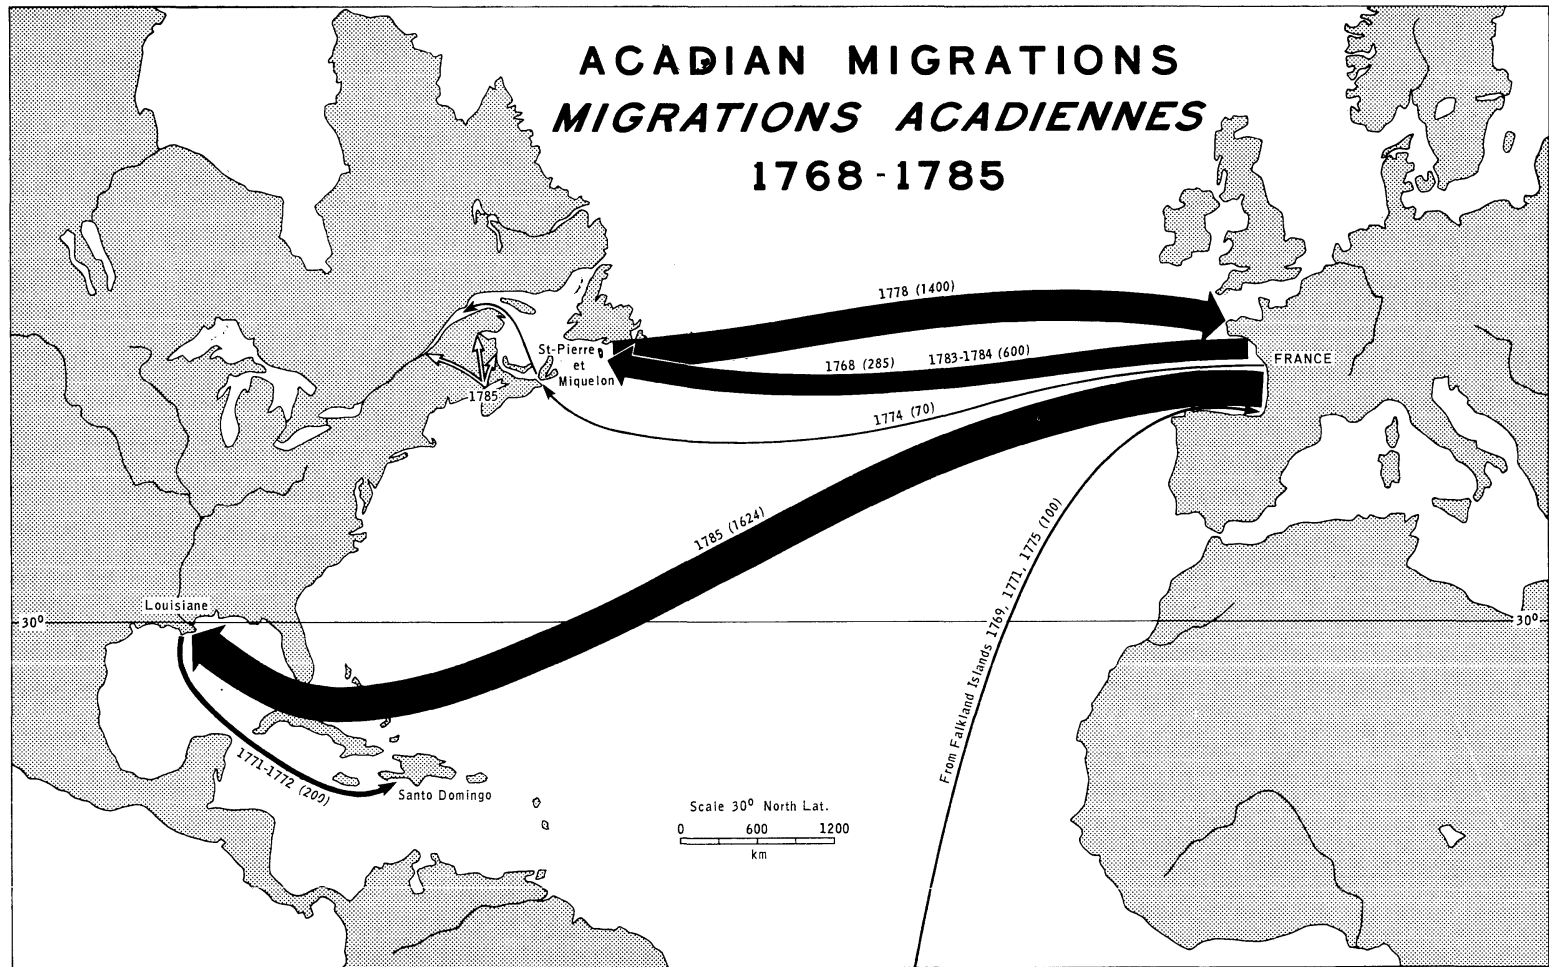 ACADIAN MIGRATIONS
MIGRATIONS ACADIENNES
1768-1785
1778 (1400)
St-Pierre
et
Miquelon
1768 (285) 1783-1784 (600)
FRANCE
1785
1774 (70)
1785 (1624)
From Falkland Islands 1769, 1771, 1775 (100)
Louisiane
30°
30°
1771-1772 (200)
Santo Domingo
Scale 30° North Lat.
0 600 1200
km